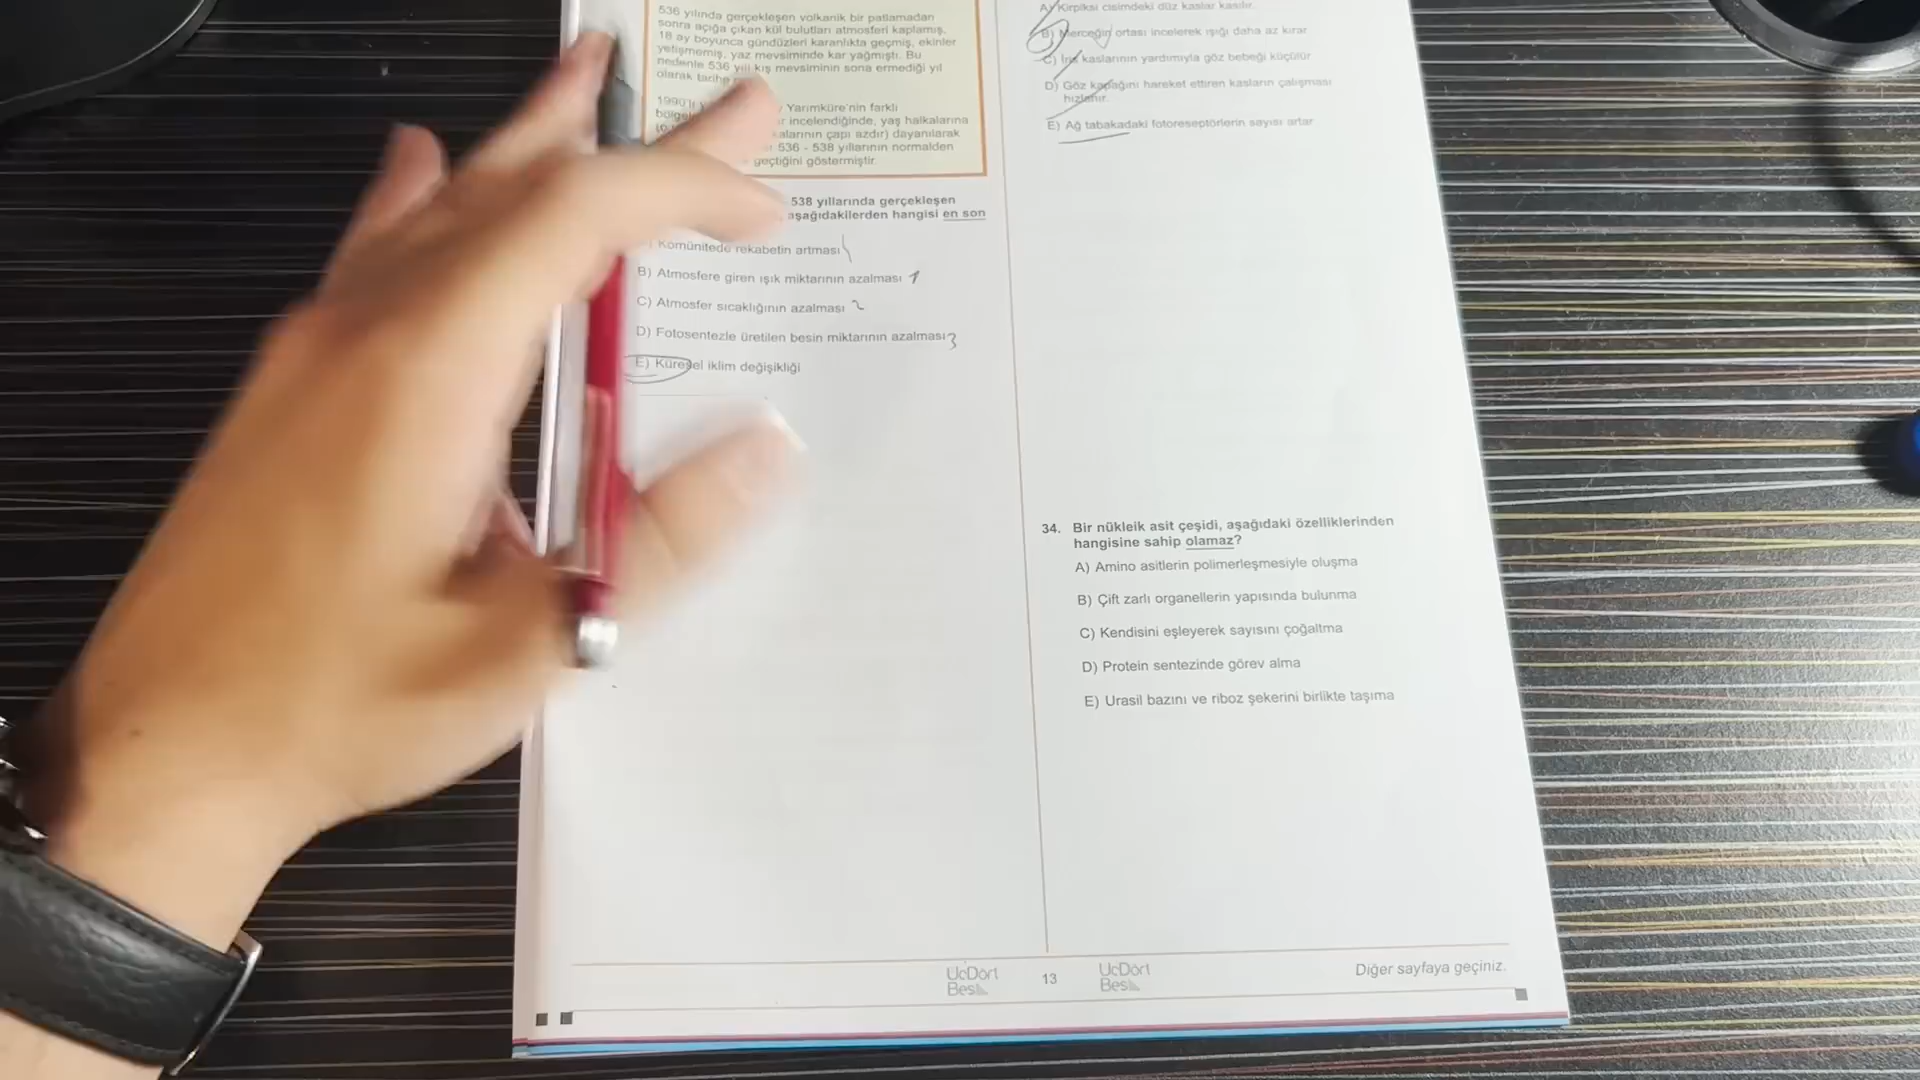 536 yılında gerçekleşen volkanik bir patlamadan
sonra açığa çıkan kül bulutları atmosferi kaplamış,
18 ay boyunca gündüzleri karanlıkta geçmiş, ekinler
yetişmemiş, yaz mevsiminde kar yağmıştı. Bu
nedenle 536 yılı kış mevsiminin sona ermediği yıl
olarak tarihe
1990'lı Yarımküre'nin farklı
incelendiğinde, yaş halkalarına
çapı azdır) dayanılarak
536 - 538 yıllarının normalden
geçtiğini göstermiştir.
538 yıllarında gerçekleşen
aşağıdakilerden hangisi en son
Komünitede rekabetin artması
B) Atmosfere giren ışık miktarının azalması 1
C) Atmosfer sıcaklığının azalması 2
D) Fotosentezle üretilen besin miktarının azalması 3
E) Küresel iklim değişikliği
A) Kirpiksi cisimdeki düz kaslar kasılır.
B) Merceğin ortası incelerek ışığı daha az kırar.
C) İris kaslarının yardımıyla göz bebeği küçülür.
D) Göz kapağını hareket ettiren kasların çalışması
hızlanır.
E) Ağ tabakadaki fotoreseptörlerin sayısı artar.
34. Bir nükleik asit çeşidi, aşağıdaki özelliklerinden
hangisine sahip olamaz?
A) Amino asitlerin polimerleşmesiyle oluşma
B) Çift zarlı organellerin yapısında bulunma
C) Kendisini eşleyerek sayısını çoğaltma
D) Protein sentezinde görev alma
E) Urasil bazını ve riboz şekerini birlikte taşıma
ÜçDört
Beş
13
ÜçDört
Beş
Diğer sayfaya geçiniz.